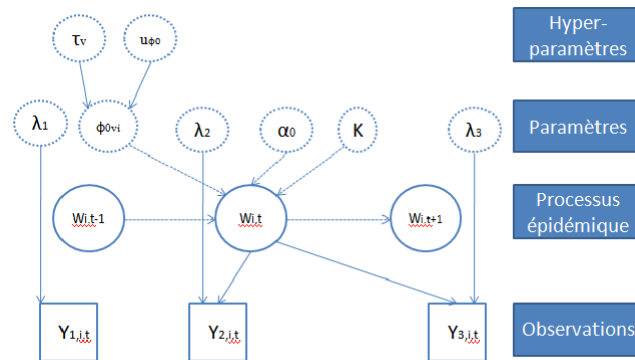 τv uϕ0 Hyper-
paramètres
λ1 ϕ0vi λ2 α0 K λ3 Paramètres
Wi,t-1 Wi,t Wi,t+1 Processus
épidémique
Y1,i,t Y2,i,t Y3,i,t Observations